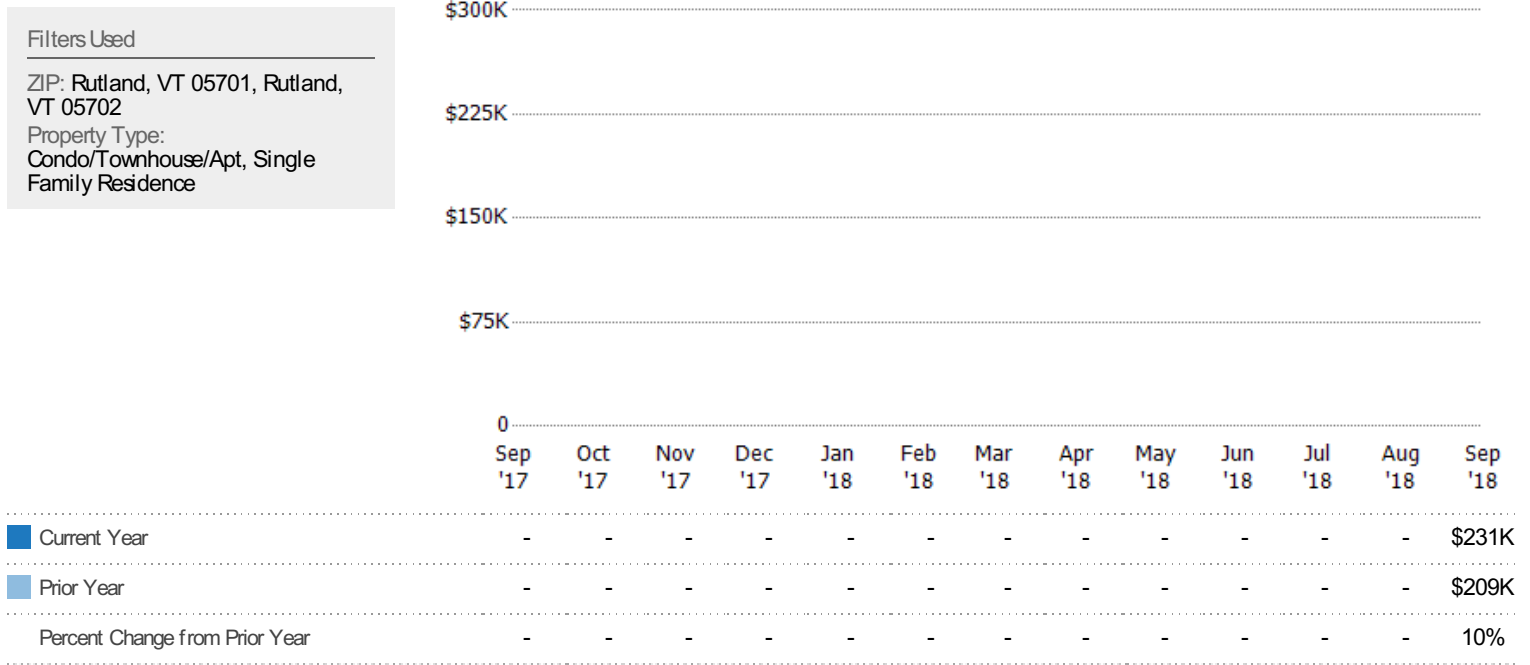 Filters Used
ZIP: Rutland, VT 05701, Rutland,
VT 05702
Property Type:
Condo/Townhouse/Apt, Single
Family Residence
$300K
$225K
$150K
$75K
0
Sep Oct Nov Dec Jan Feb Mar Apr May Jun Jul Aug Sep
'17 '17 '17 '17 '18 '18 '18 '18 '18 '18 '18 '18 '18
Current Year - - - - - - - - - - - - $231K
Prior Year - - - - - - - - - - - - $209K
Percent Change from Prior Year - - - - - - - - - - - - 10%